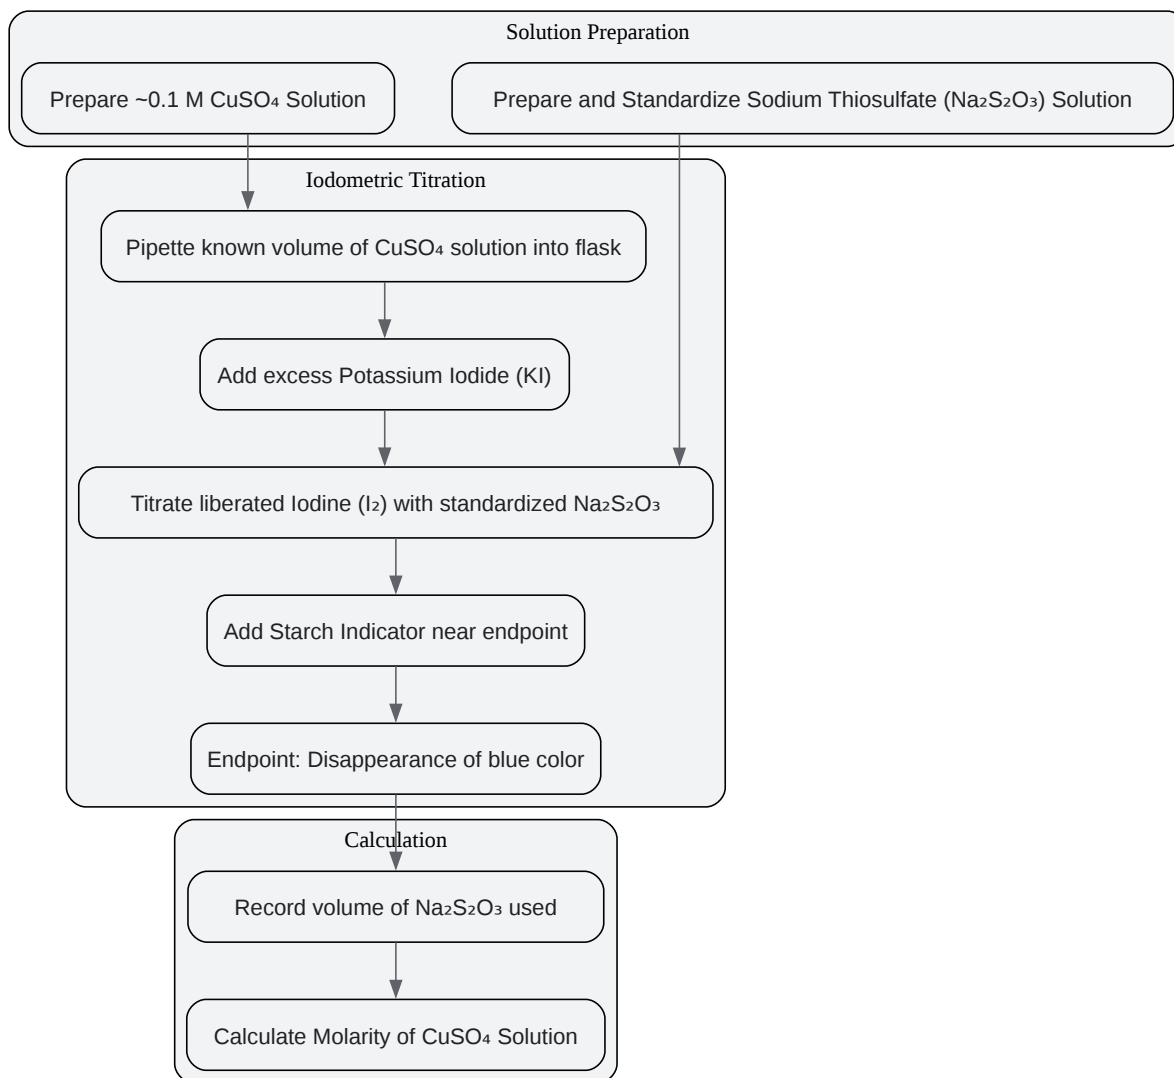 Solution Preparation
Prepare ~0.1 M CuSO₄ Solution
Prepare and Standardize Sodium Thiosulfate (Na₂S₂O₃) Solution
Iodometric Titration
Pipette known volume of CuSO₄ solution into flask
Add excess Potassium Iodide (KI)
Titrate liberated Iodine (I₂) with standardized Na₂S₂O₃
Add Starch Indicator near endpoint
Endpoint: Disappearance of blue color
Calculation
Record volume of Na₂S₂O₃ used
Calculate Molarity of CuSO₄ Solution